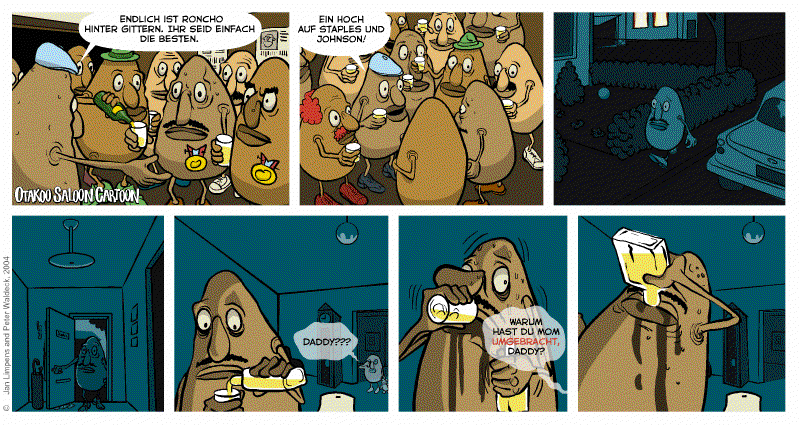 ENDLICH IST RONCHO
HINTER GITTERN. IHR SEID EINFACH
DIE BESTEN.
OTAKOU SALOON CARTOON
EIN HOCH
AUF STAPLES UND
JOHNSON!
© Jan Limpens and Peter Waldeck, 2004
DADDY???
WARUM
HAST DU MOM
UMGEBRACHT,
DADDY?